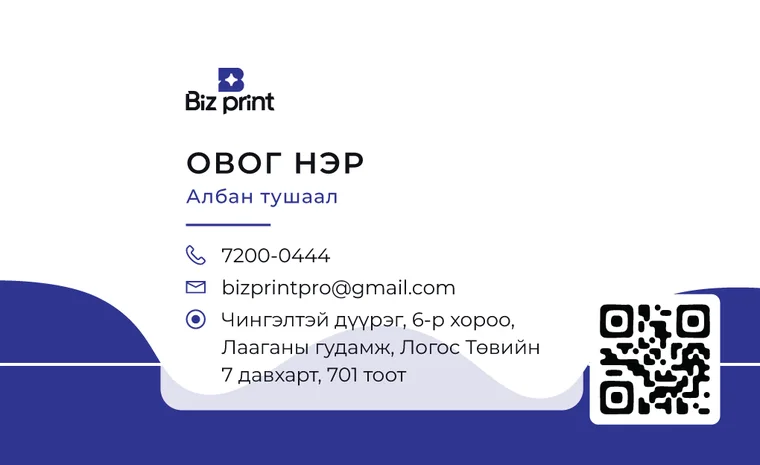 Biz print
ОВОГ НЭР
Албан тушаал
7200-0444
bizprintpro@gmail.com
Чингэлтэй дүүрэг, 6-р хороо,
Лааганы гудамж, Логос Төвийн
7 давхарт, 701 тоот